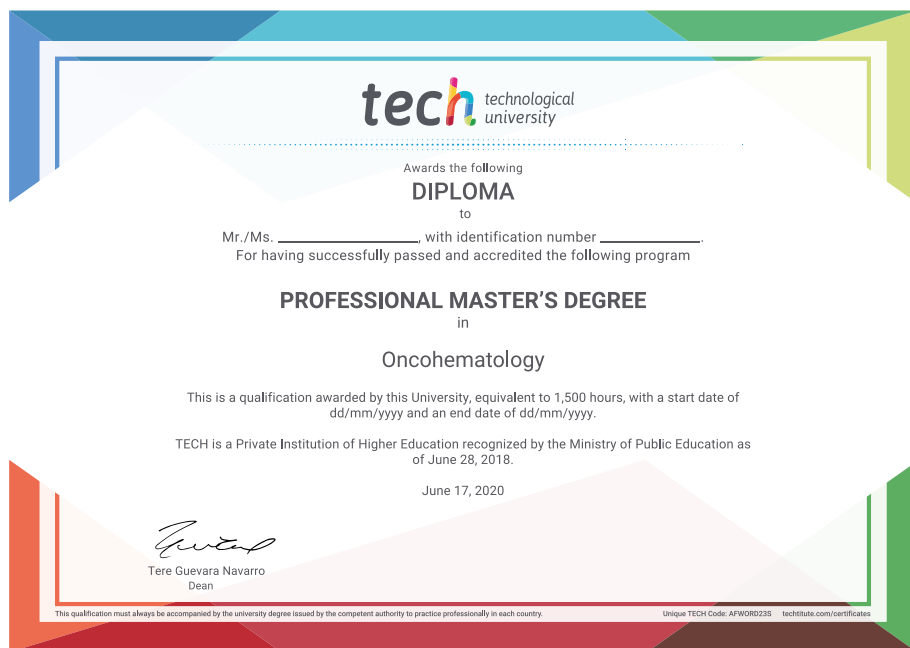 tech technological
university
Awards the following
DIPLOMA
to
Mr./Ms. ____________________, with identification number ______________.
For having successfully passed and accredited the following program
PROFESSIONAL MASTER'S DEGREE
in
Oncohematology
This is a qualification awarded by this University, equivalent to 1,500 hours, with a start date of
dd/mm/yyyy and an end date of dd/mm/yyyy.
TECH is a Private Institution of Higher Education recognized by the Ministry of Public Education as
of June 28, 2018.
June 17, 2020
Tere Guevara Navarro
Dean
This qualification must always be accompanied by the university degree issued by the competent authority to practice professionally in each country. Unique TECH Code: AFWORD23S techtitute.com/certificates